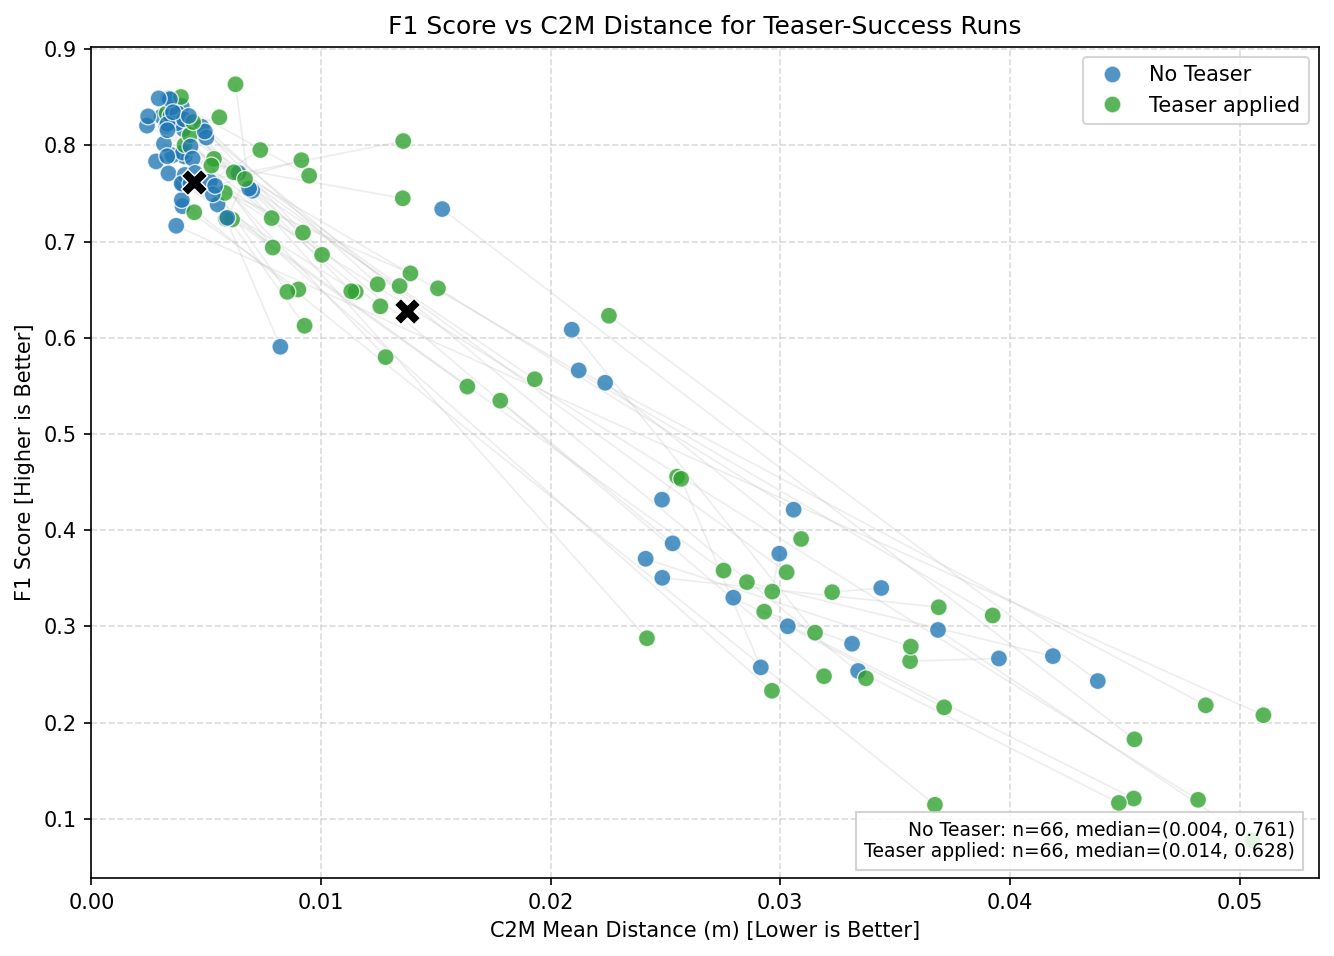 F1 Score vs C2M Distance for Teaser-Success Runs
No Teaser
Teaser applied
0.9
0.8
0.7
0.6
0.5
0.4
0.3
0.2
0.1
F1 Score [Higher is Better]
No Teaser: n=66, median=(0.004, 0.761)
Teaser applied: n=66, median=(0.014, 0.628)
0.00 0.01 0.02 0.03 0.04 0.05
C2M Mean Distance (m) [Lower is Better]